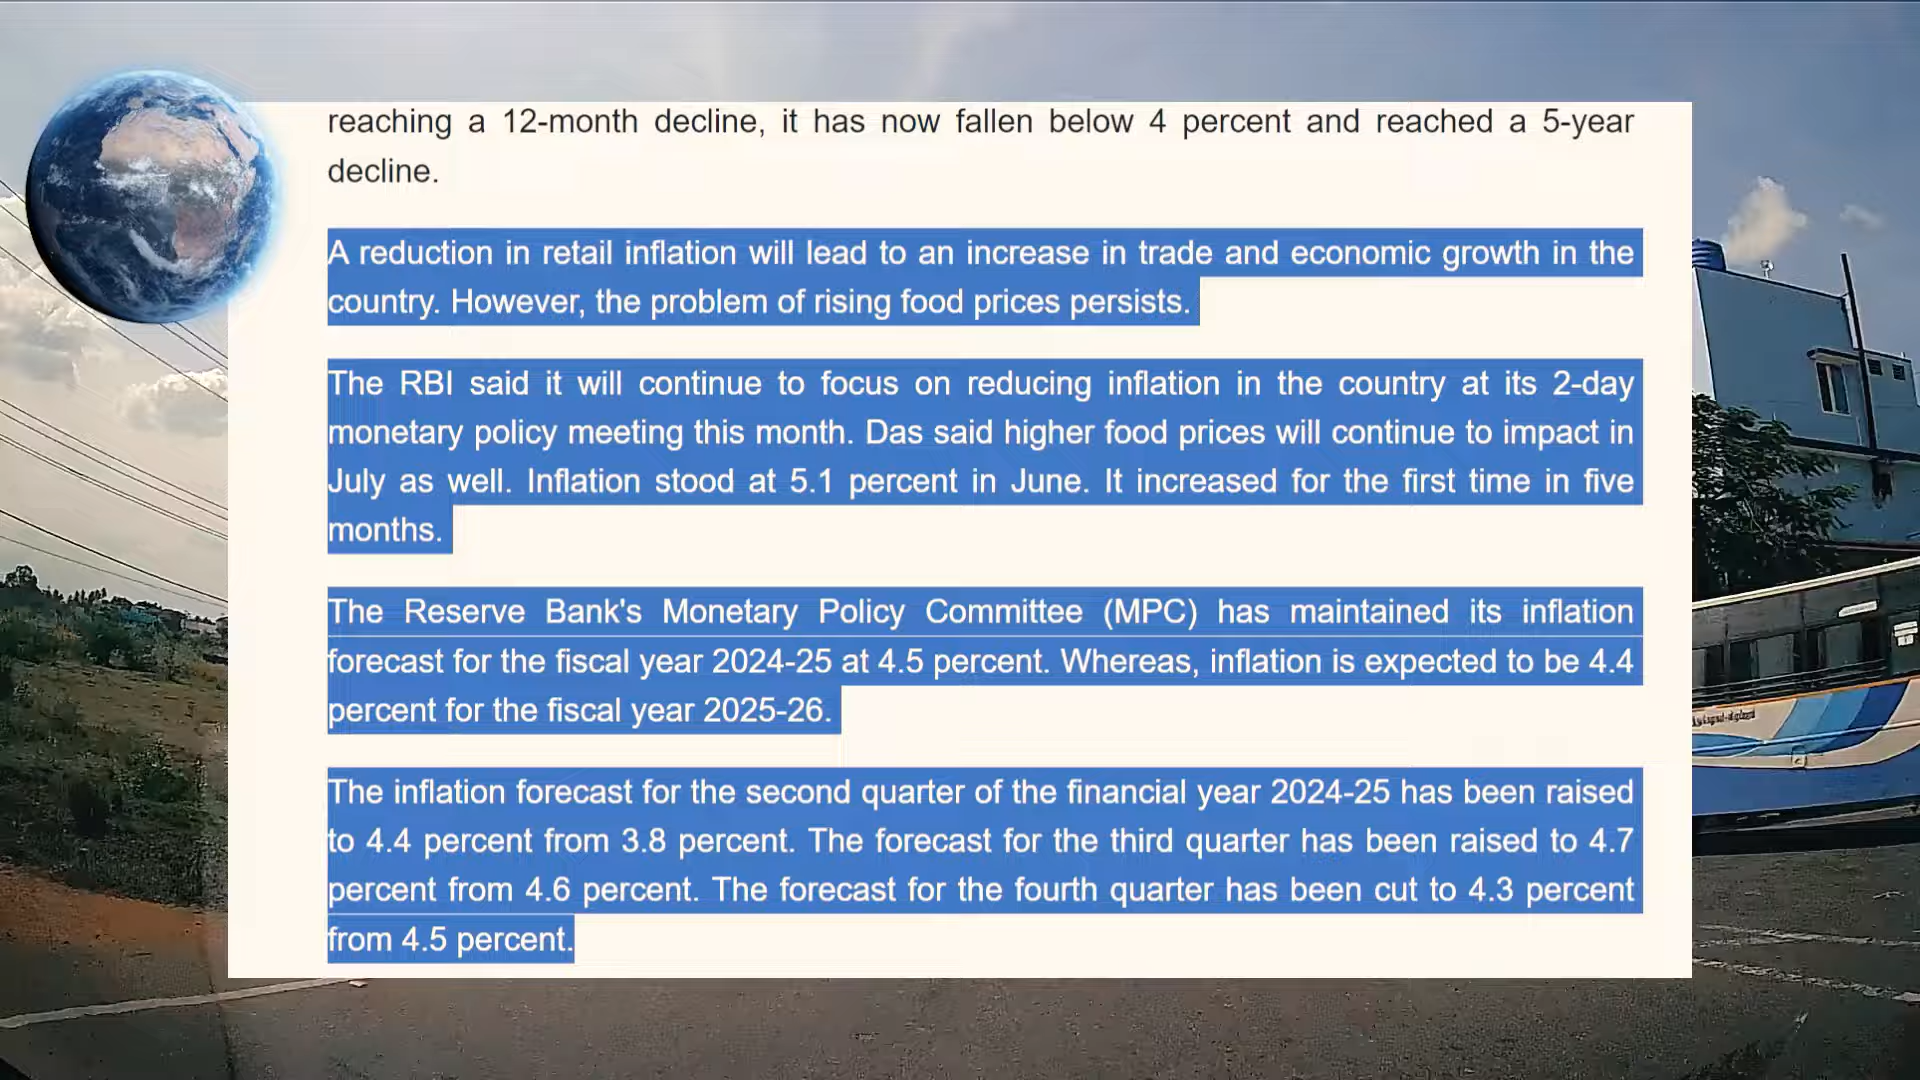 reaching a 12-month decline, it has now fallen below 4 percent and reached a 5-year
decline.
A reduction in retail inflation will lead to an increase in trade and economic growth in the
country. However, the problem of rising food prices persists.
The RBI said it will continue to focus on reducing inflation in the country at its 2-day
monetary policy meeting this month. Das said higher food prices will continue to impact in
July as well. Inflation stood at 5.1 percent in June. It increased for the first time in five
months.
The Reserve Bank's Monetary Policy Committee (MPC) has maintained its inflation
forecast for the fiscal year 2024-25 at 4.5 percent. Whereas, inflation is expected to be 4.4
percent for the fiscal year 2025-26.
The inflation forecast for the second quarter of the financial year 2024-25 has been raised
to 4.4 percent from 3.8 percent. The forecast for the third quarter has been raised to 4.7
percent from 4.6 percent. The forecast for the fourth quarter has been cut to 4.3 percent
from 4.5 percent.